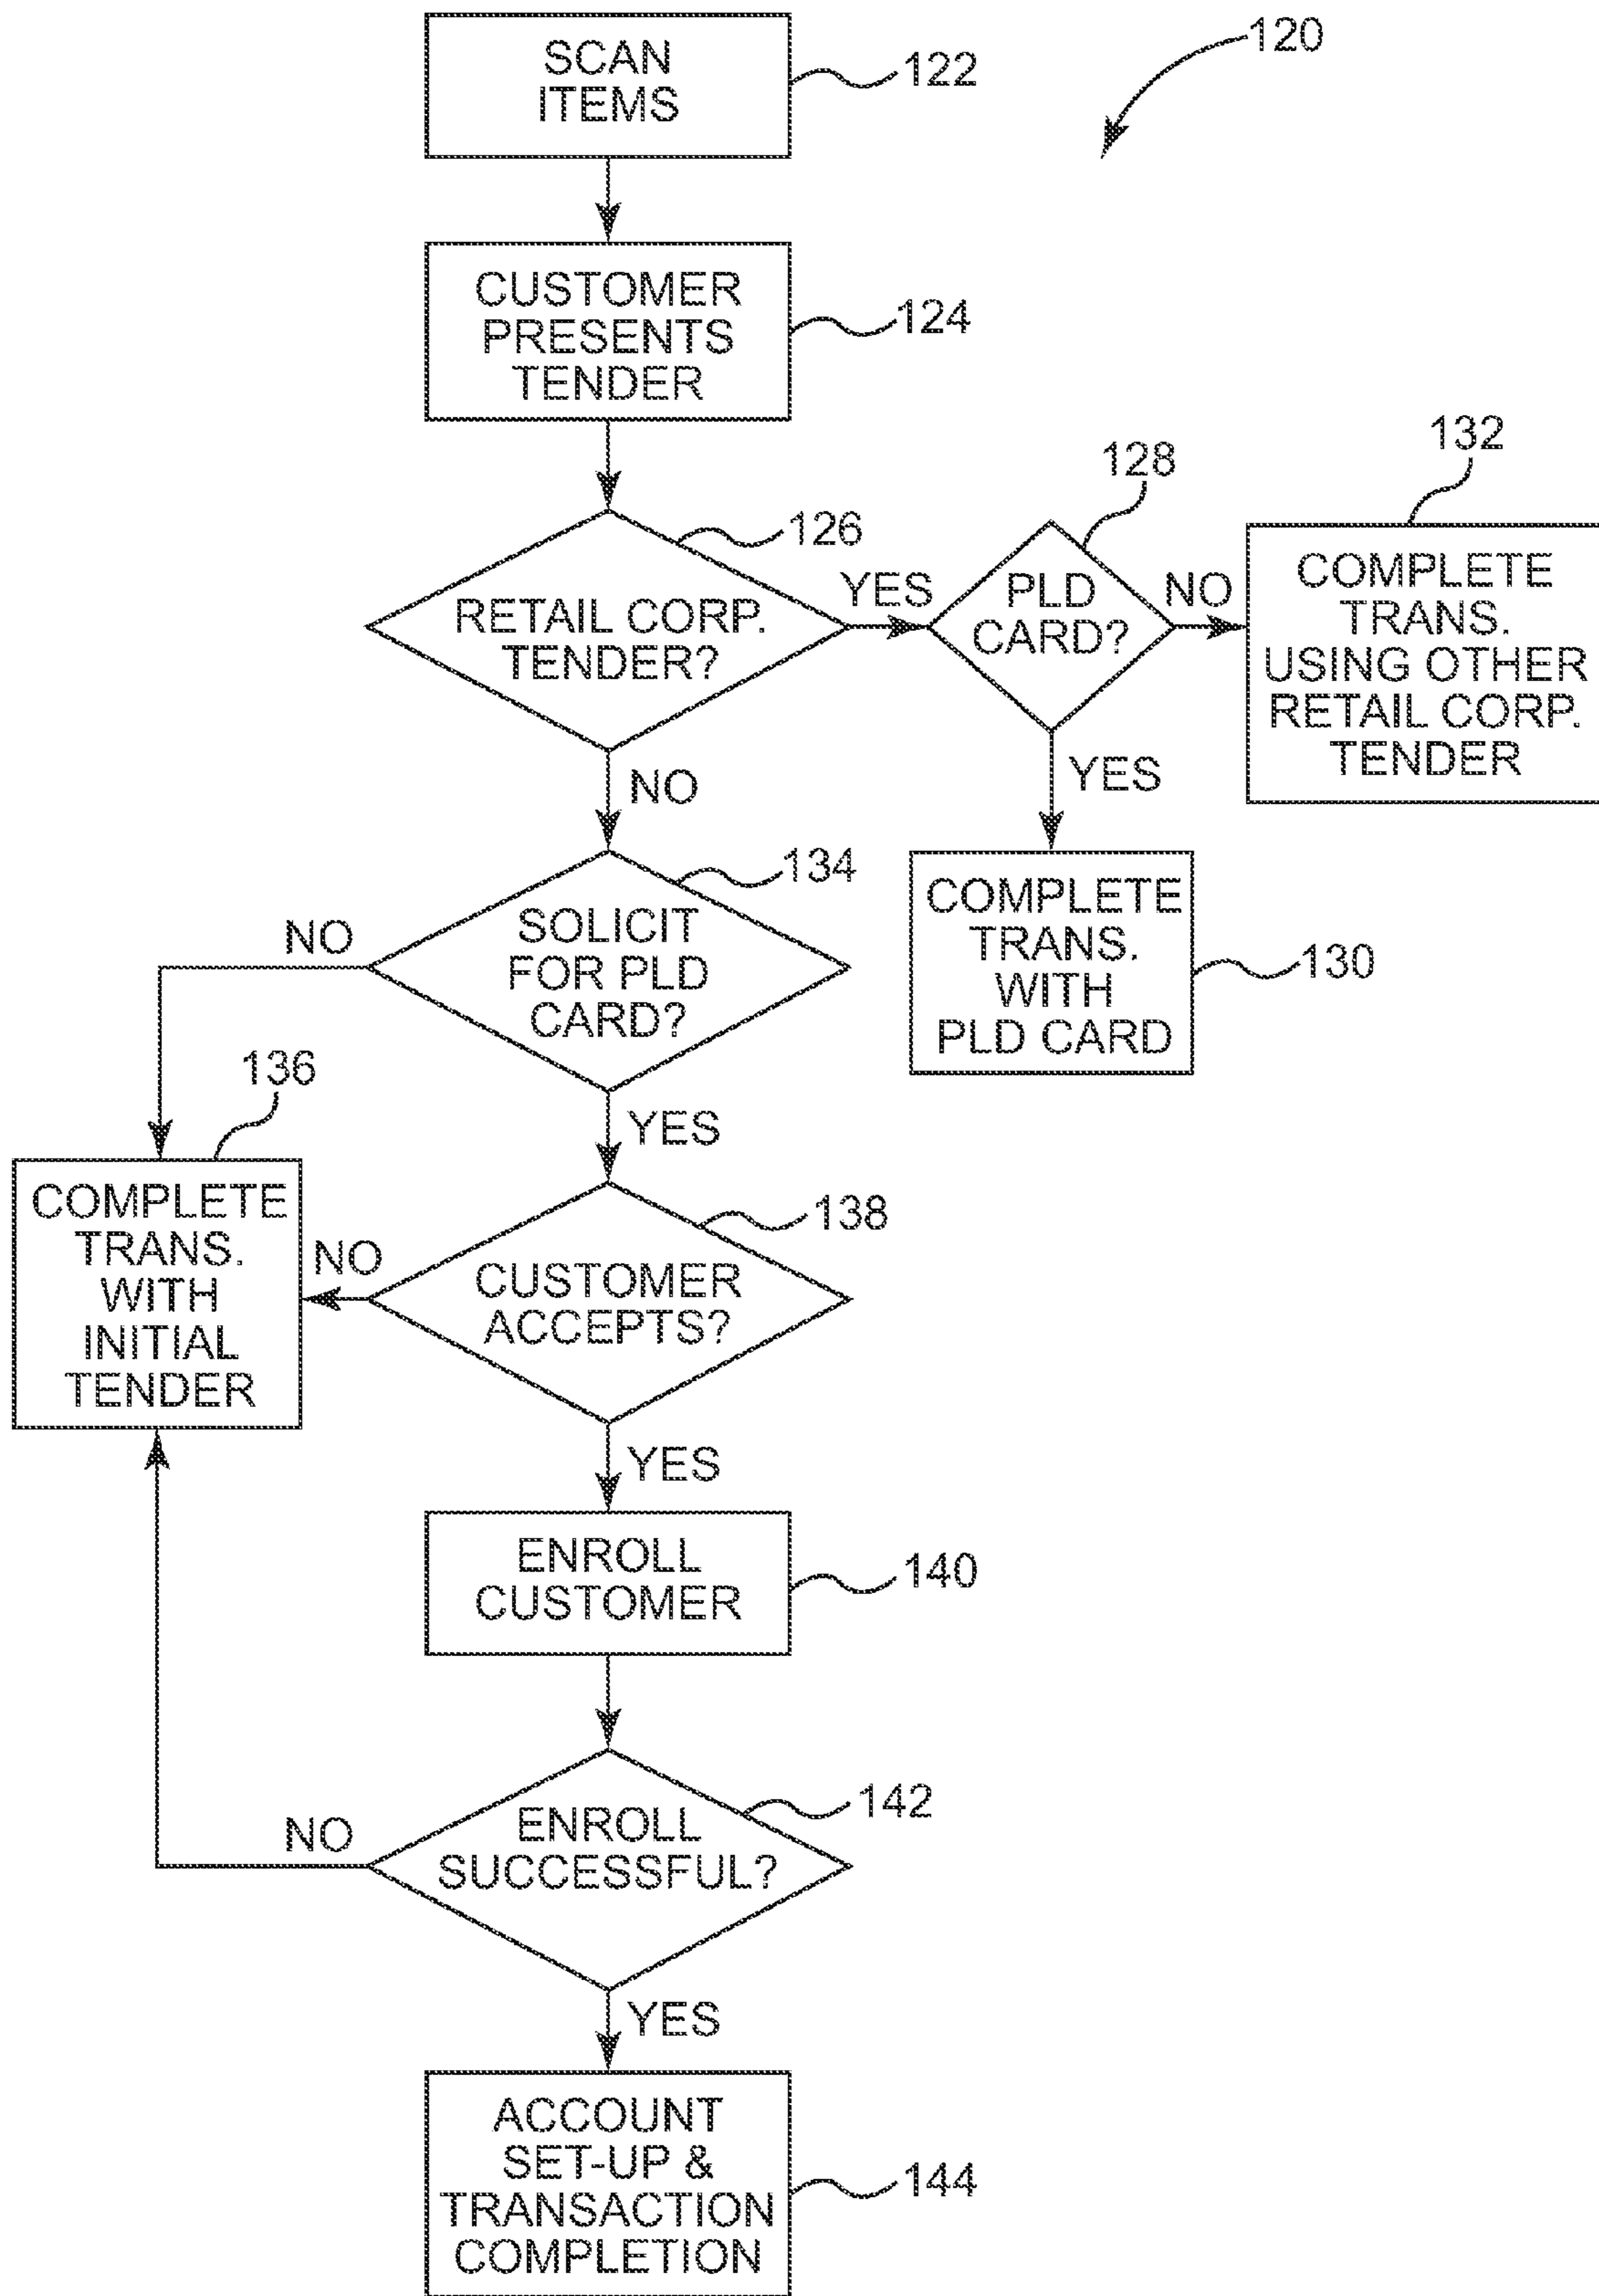 SCAN
ITEMS
122
120
CUSTOMER
PRESENTS
TENDER
124
126
RETAIL CORP.
TENDER?
YES
128
PLD
CARD?
NO
132
COMPLETE
TRANS.
USING OTHER
RETAIL CORP.
TENDER
YES
COMPLETE
TRANS.
WITH
PLD CARD
130
NO
134
SOLICIT
FOR PLD
CARD?
NO
136
COMPLETE
TRANS.
WITH
INITIAL
TENDER
YES
138
CUSTOMER
ACCEPTS?
NO
YES
ENROLL
CUSTOMER
140
142
ENROLL
SUCCESSFUL?
NO
YES
ACCOUNT
SET-UP &
TRANSACTION
COMPLETION
144